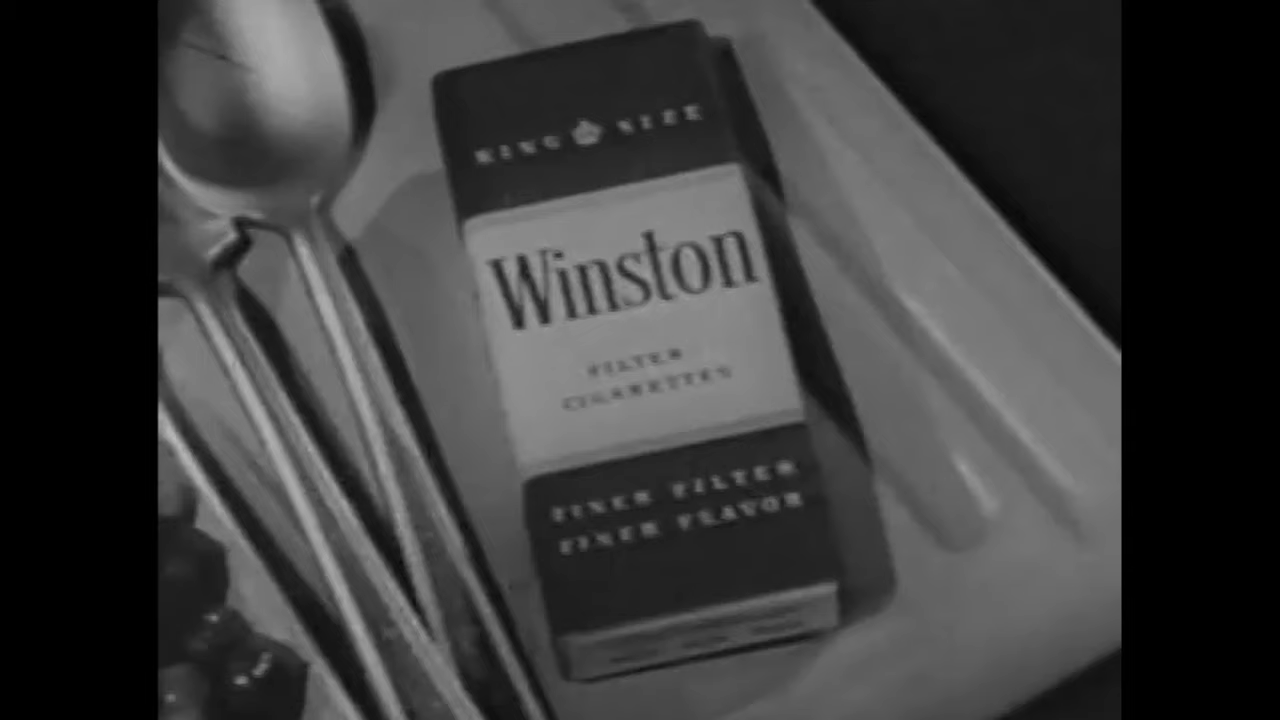 KING SIZE
Winston
FILTER
CIGARETTES
FINER FILTER
FINER FLAVOR